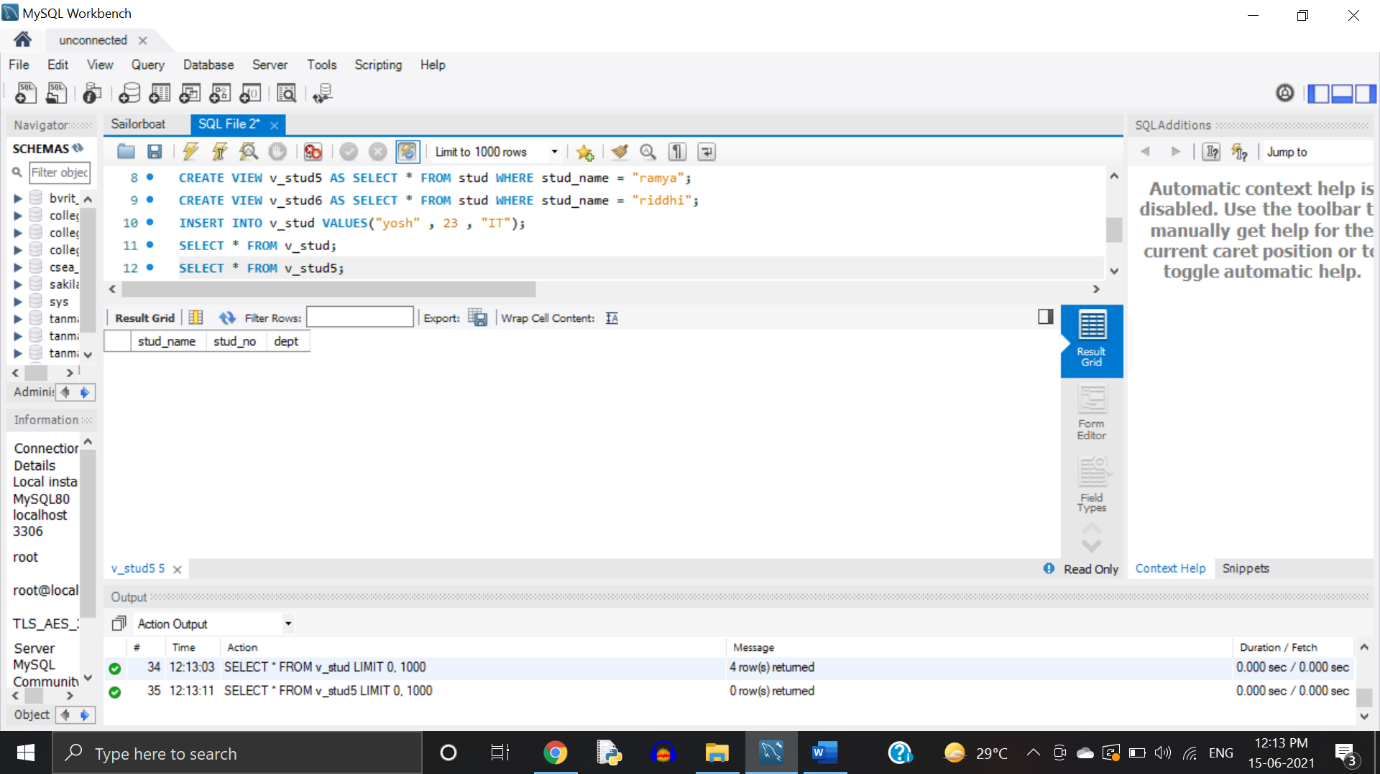 MySQL Workbench
unconnected
File Edit View Query Database Server Tools Scripting Help
Navigator
SCHEMAS
Filter objec
bvrit_
colleg
colleg
colleg
csea_
sakila
sys
tanma
tanma
tanma
Adminis
Information
Connection
Details
Local insta
MySQL80
localhost
3306
root
root@local
TLS_AES_2
Server
MySQL
Community
Object
Sailorboat SQL File 2*
Limit to 1000 rows
8 CREATE VIEW v_stud5 AS SELECT * FROM stud WHERE stud_name = "ramya";
9 CREATE VIEW v_stud6 AS SELECT * FROM stud WHERE stud_name = "riddhi";
10 INSERT INTO v_stud VALUES("yosh" , 23 , "IT");
11 SELECT * FROM v_stud;
12 SELECT * FROM v_stud5;
Result Grid Filter Rows: Export: Wrap Cell Content:
stud_name stud_no dept
Result
Grid
Form
Editor
Field
Types
v_stud5 5
Read Only
SQLAdditions
Jump to
Automatic context help is
disabled. Use the toolbar t
manually get help for the
current caret position or to
toggle automatic help.
Context Help Snippets
Output
Action Output
# Time Action Message Duration / Fetch
34 12:13:03 SELECT * FROM v_stud LIMIT 0, 1000 4 row(s) returned 0.000 sec / 0.000 sec
35 12:13:11 SELECT * FROM v_stud5 LIMIT 0, 1000 0 row(s) returned 0.000 sec / 0.000 sec
Type here to search
29°C
ENG
12:13 PM
15-06-2021
3